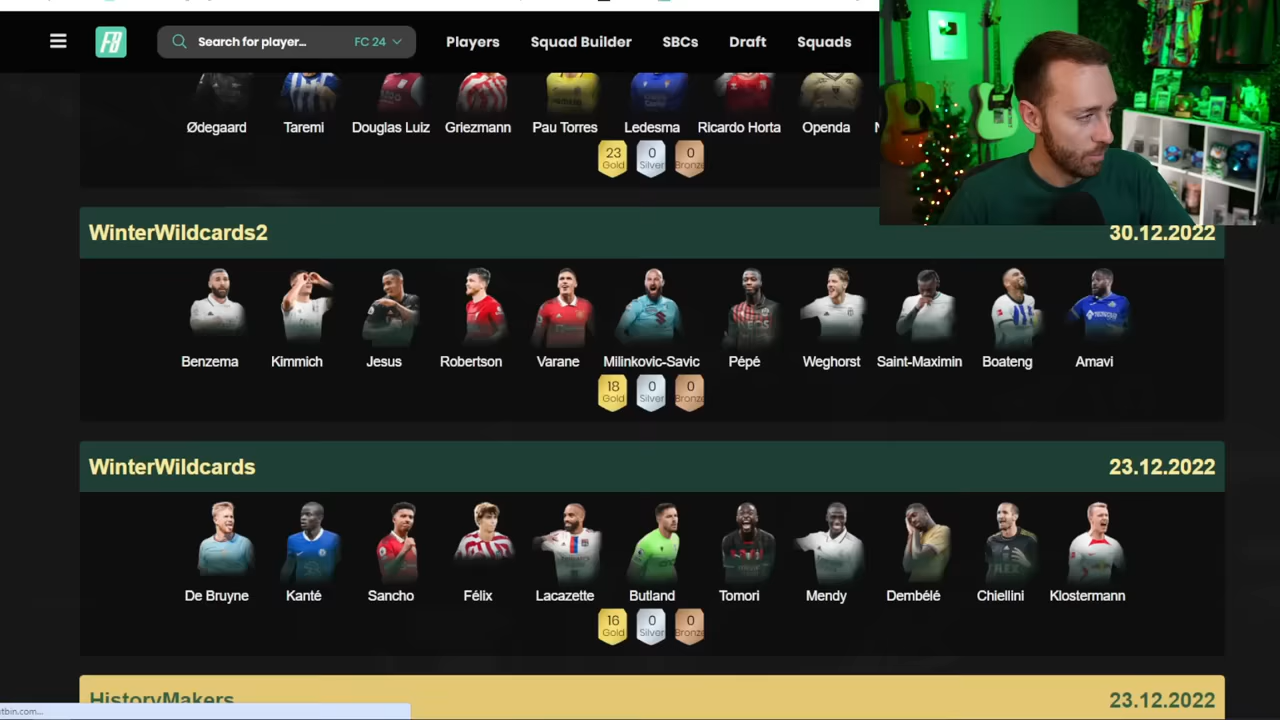 FB
Search for player...
FC 24
Players
Squad Builder
SBCs
Draft
Squads
Ødegaard
Taremi
Douglas Luiz
Griezmann
Pau Torres
Ledesma
Ricardo Horta
Openda
23
Gold
0
Silver
0
Bronze
WinterWildcards2
30.12.2022
Benzema
Kimmich
Jesus
Robertson
Varane
Milinkovic-Savic
Pépé
Weghorst
Saint-Maximin
Boateng
Amavi
18
Gold
0
Silver
0
Bronze
WinterWildcards
23.12.2022
De Bruyne
Kanté
Sancho
Félix
Lacazette
Butland
Tomori
Mendy
Dembélé
Chiellini
Klostermann
16
Gold
0
Silver
0
Bronze
HistoryMakers
23.12.2022
tbin.com...